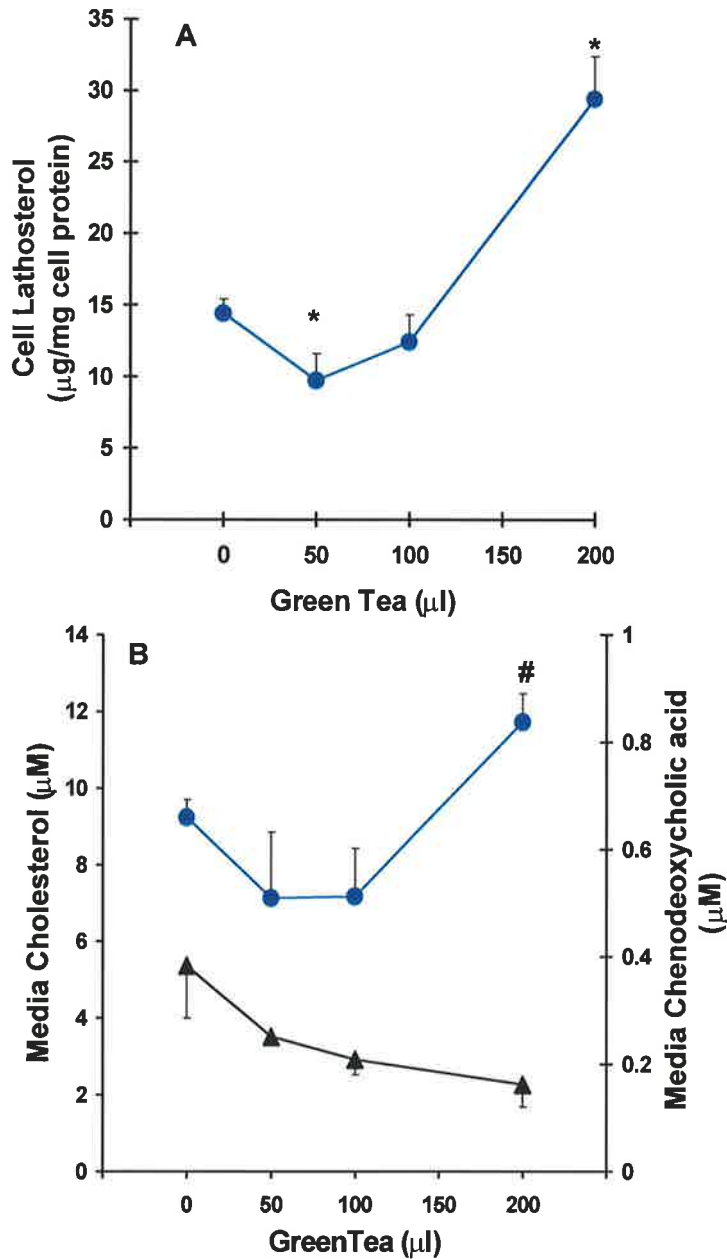 A
*
*
35
30
25
20
15
10
5
0
Cell Lathosterol
(μg/mg cell protein)
0 50 100 150 200
Green Tea (μl)
B
#
14
12
10
8
6
4
2
0
Media Cholesterol (μM)
1
0.8
0.6
0.4
0.2
0
Media Chenodeoxycholic acid
(μM)
0 50 100 150 200
GreenTea (μl)